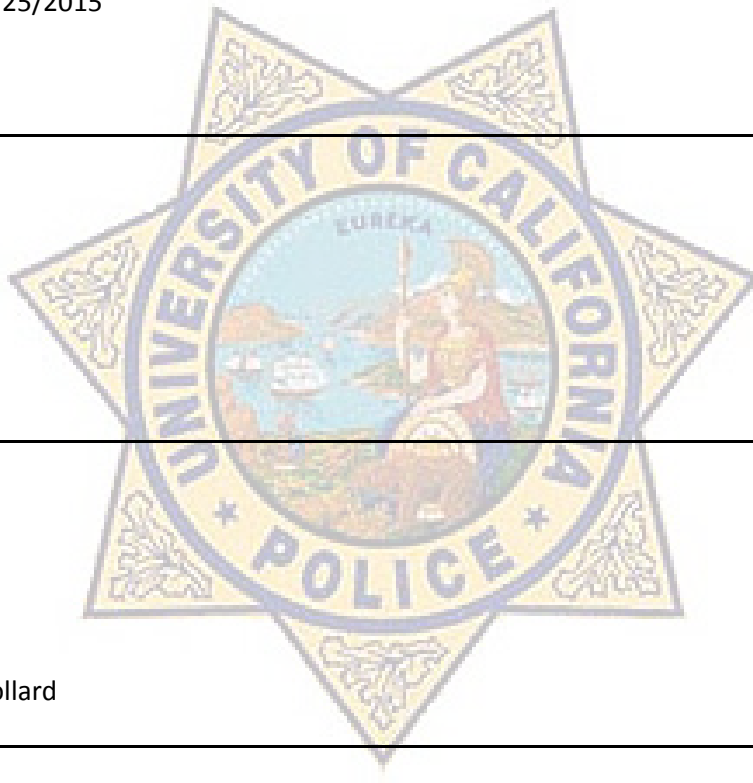 25/2015
UNIVERSITY OF CALIFORNIA
EUREKA
* POLICE *
ollard